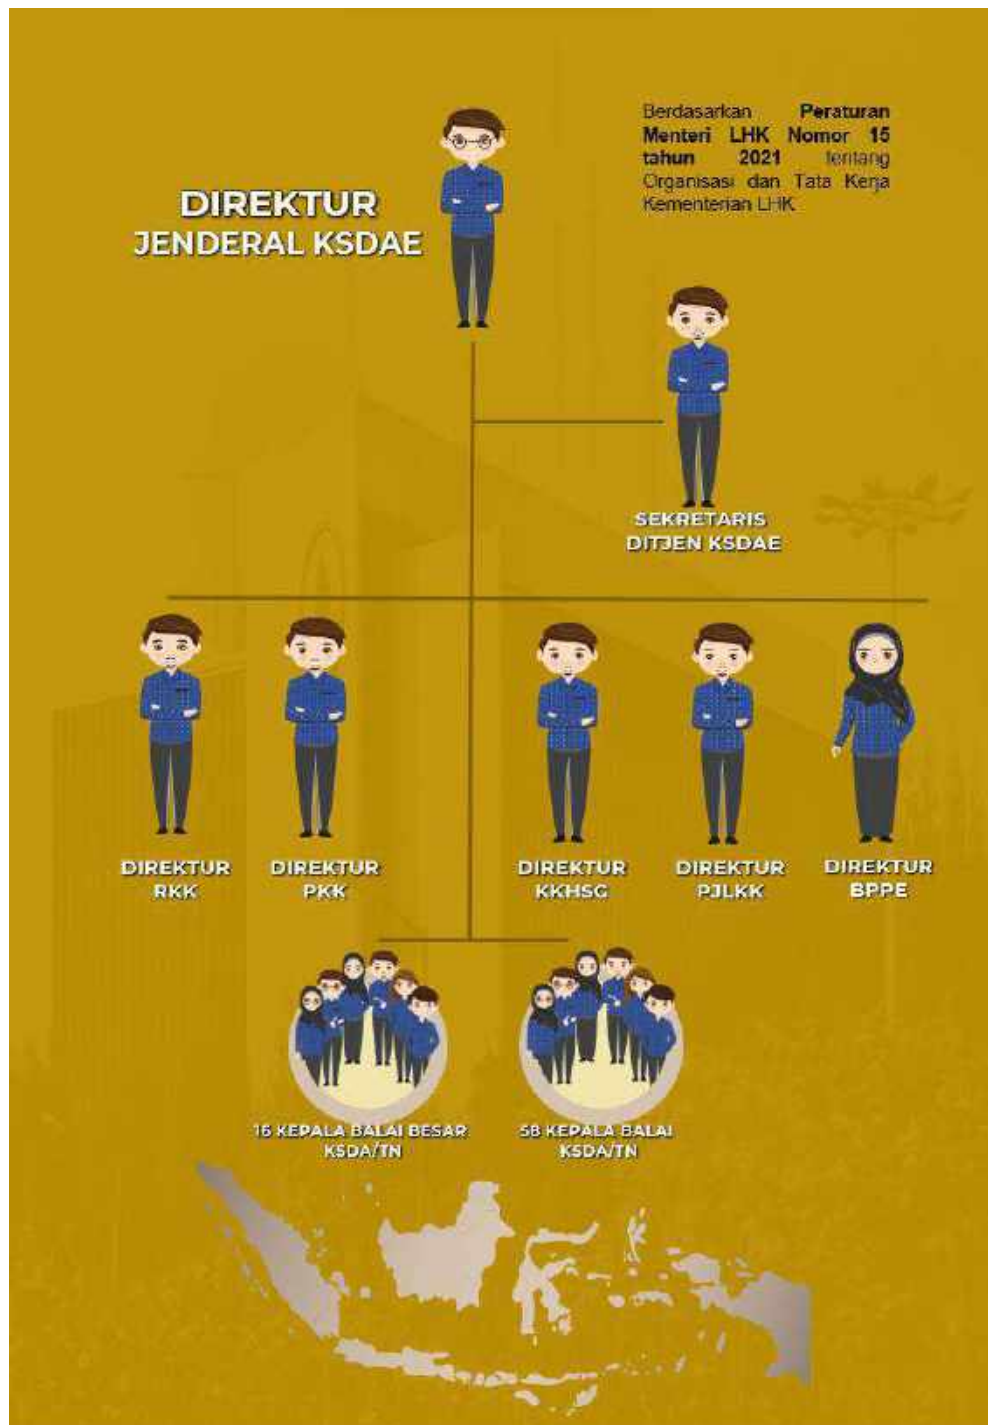 Berdasarkan Peraturan
Menteri LHK Nomor 15
tahun 2021 tentang
Organisasi dan Tata Kerja
Kementerian LHK
DIREKTUR
JENDERAL KSDAE
SEKRETARIS
DITJEN KSDAE
DIREKTUR
RKK
DIREKTUR
PKK
DIREKTUR
KKHSG
DIREKTUR
PJLKK
DIREKTUR
BPPE
16 KEPALA BALAI BESAR
KSDA/TN
58 KEPALA BALAI
KSDA/TN